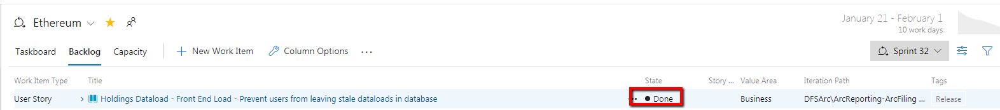 Ethereum
January 21 - February 1
10 work days
Taskboard Backlog Capacity New Work Item Column Options ... Sprint 32
Work Item Type Title State Story ... Value Area Iteration Path Tags
User Story Holdings Dataload - Front End Load - Prevent users from leaving stale dataloads in database ... Done Business DFSArc\ArcReporting-ArcFiling ... Release